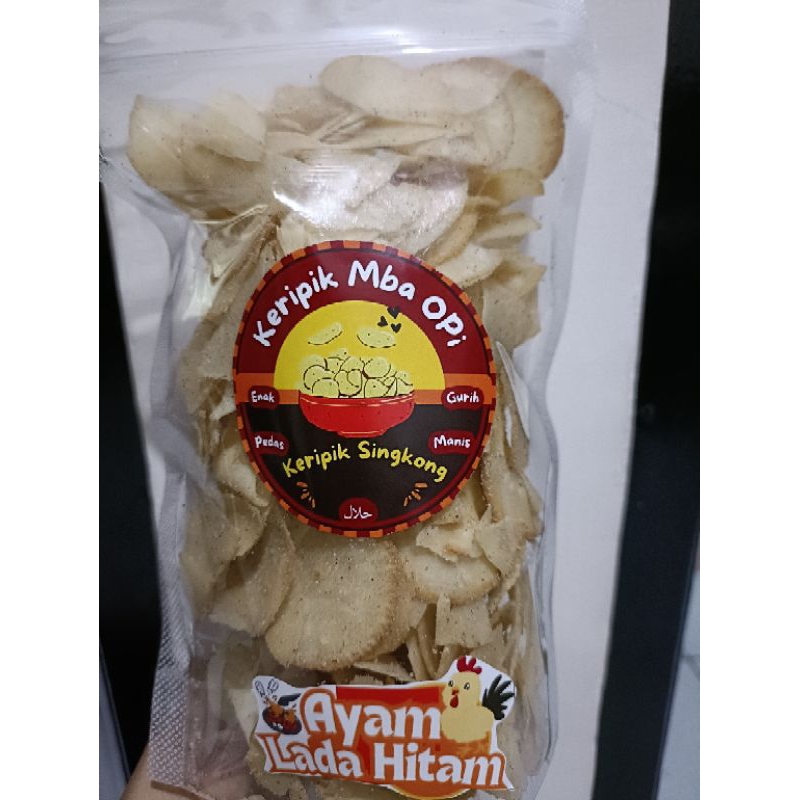 Keripik Mba OPi
Enak
Gurih
Pedas
Manis
Keripik Singkong
حلال
Ayam
Lada Hitam